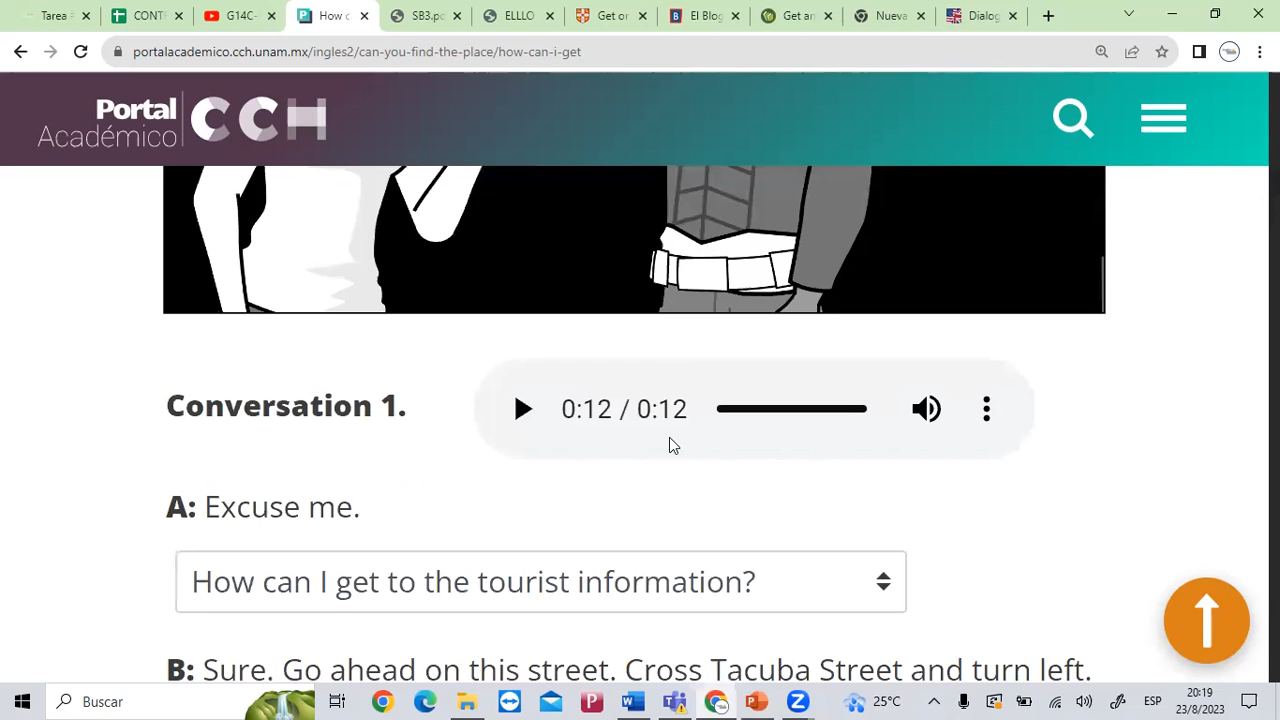 Tarea
CONTF
G14C-
How c
SB3.pc
ELLLO
Get or
El Blog
Get an
Nueva
Dialog
portalacademico.cch.unam.mx/ingles2/can-you-find-the-place/how-can-i-get
Portal
Académico
CCH
Conversation 1.
0:12 / 0:12
A: Excuse me.
How can I get to the tourist information?
B: Sure. Go ahead on this street. Cross Tacuba Street and turn left.
Buscar
25°C
ESP
20:19
23/8/2023